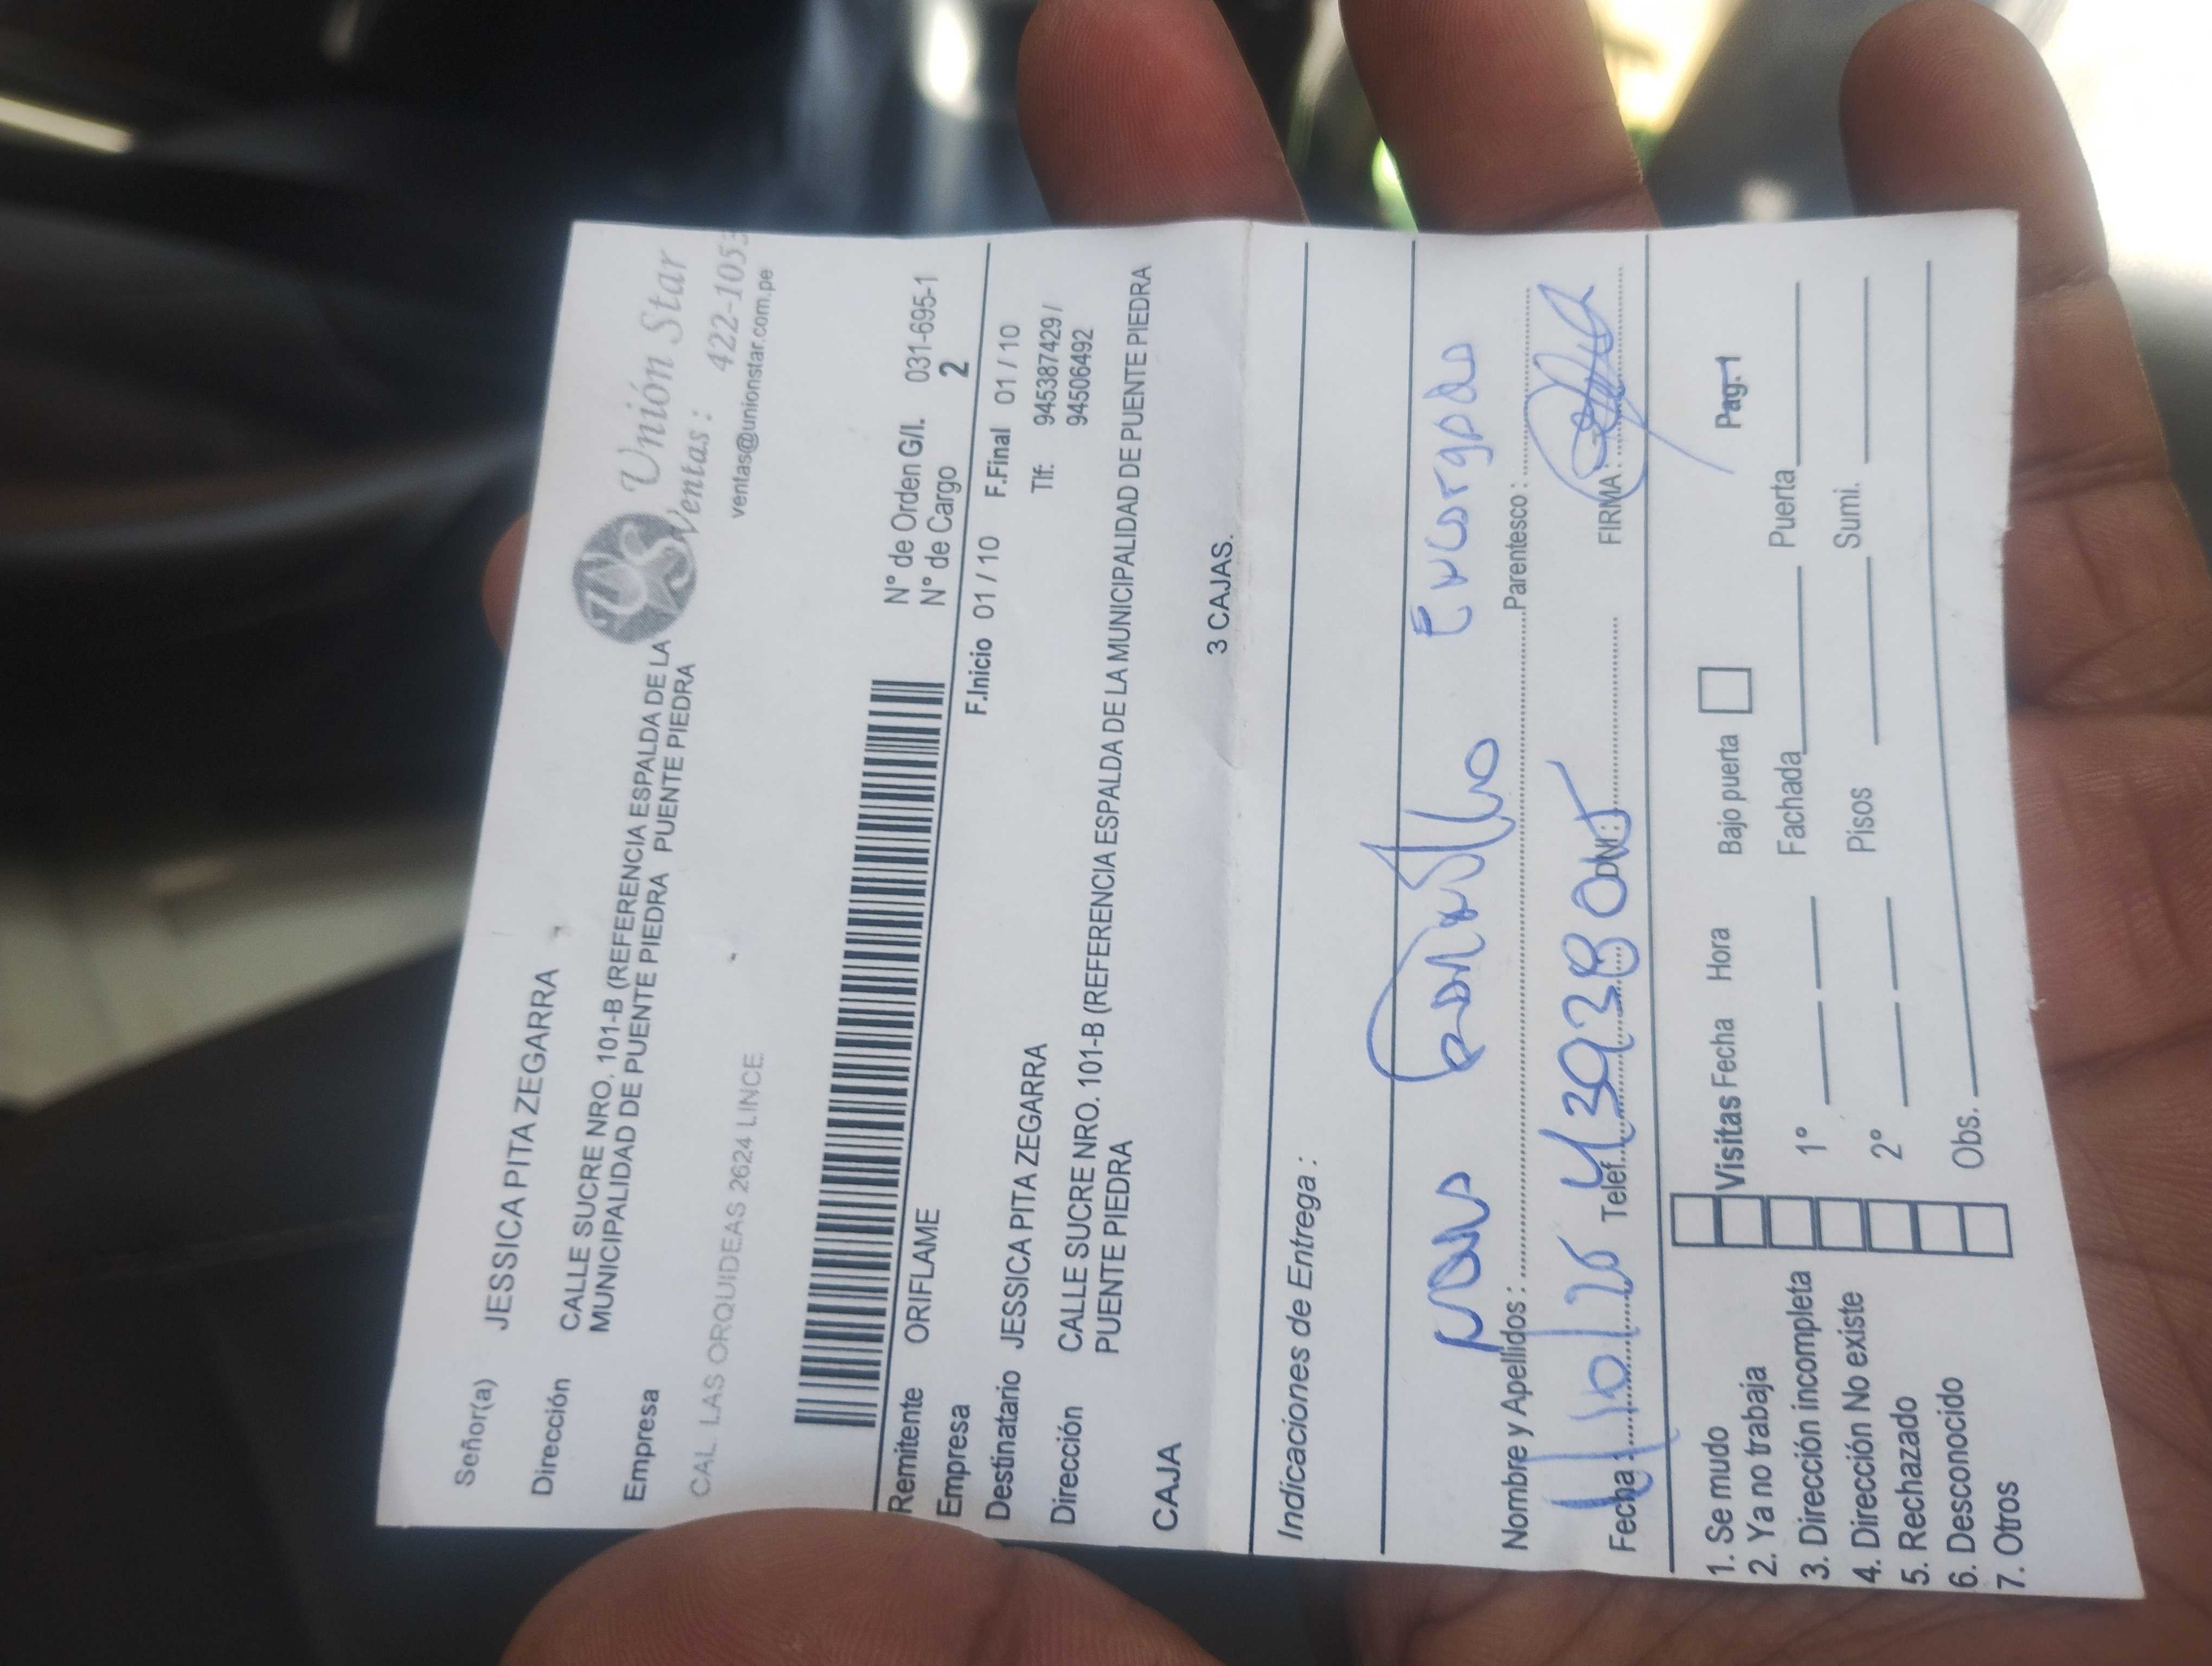 Señor(a) JESSICA PITA ZEGARRA
Dirección CALLE SUCRE NRO. 101-B (REFERENCIA ESPALDA DE LA
MUNICIPALIDAD DE PUENTE PIEDRA PUENTE PIEDRA
Empresa
CAL. LAS ORQUIDEAS 2624 LINCE
Unión Star
Ventas: 422-105
ventas@unionstar.com.pe
Remitente ORIFLAME N° de Orden G/I. 031-695-1
Empresa N° de Cargo 2
F.Inicio 01 / 10 F.Final 01 / 10
Destinatario JESSICA PITA ZEGARRA Tlf: 945387429 /
94506492
Dirección CALLE SUCRE NRO. 101-B (REFERENCIA ESPALDA DE LA MUNICIPALIDAD DE PUENTE PIEDRA
PUENTE PIEDRA
CAJA
3 CAJAS.
Indicaciones de Entrega :
Encargado
Nombre y Apellidos : Parentesco :
Fecha : Telef. DNI: FIRMA:
1. Se mudo
2. Ya no trabaja
3. Dirección incompleta
4. Dirección No existe
5. Rechazado
6. Desconocido
7. Otros
Visitas Fecha Hora Bajo puerta Pag.1
1° Fachada Puerta
2° Pisos Sumi.
Obs.